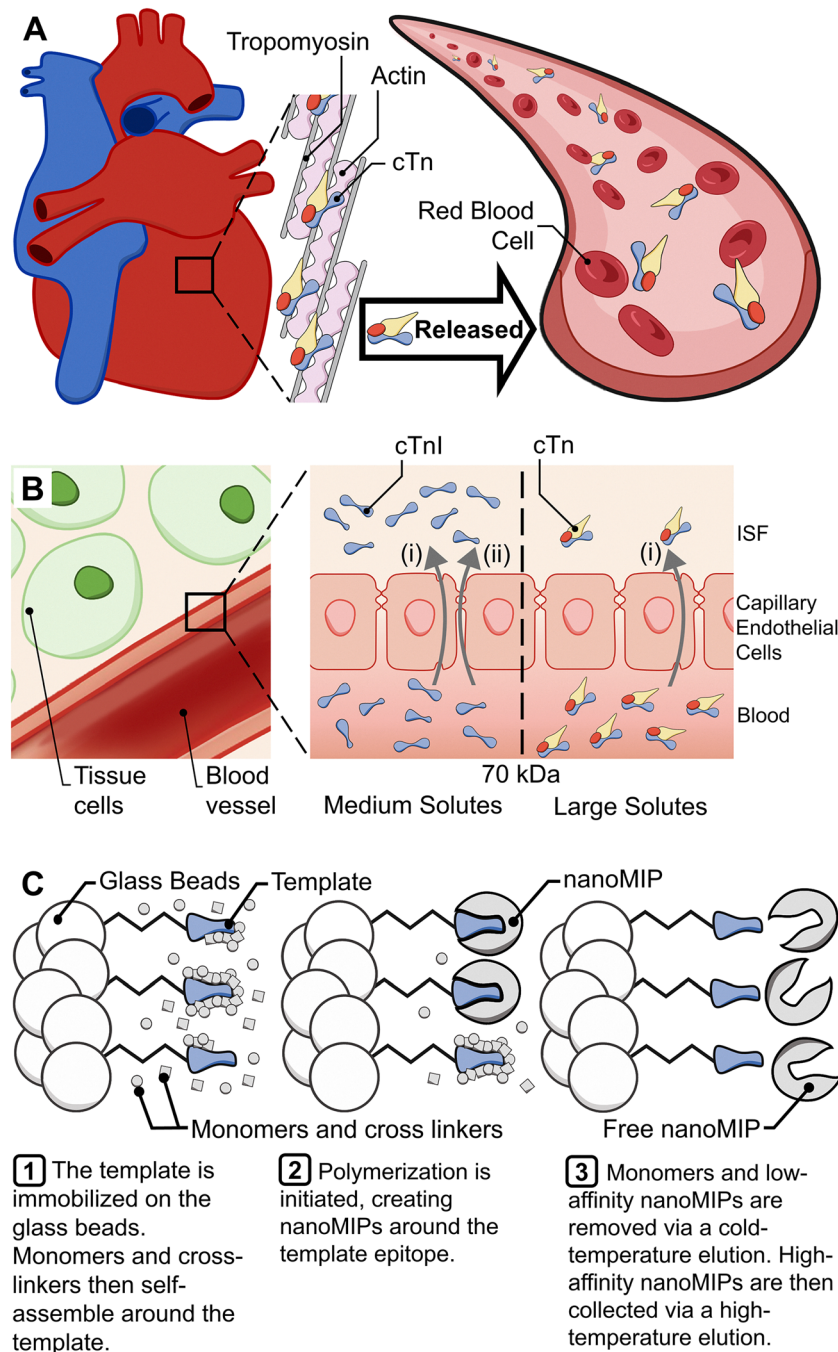 A
Tropomyosin
Actin
cTn
Red Blood
Cell
Released
B
cTnI
cTn
(i)
(ii)
(i)
ISF
Capillary
Endothelial
Cells
Blood
Tissue
cells
Blood
vessel
70 kDa
Medium Solutes
Large Solutes
C
Glass Beads
Template
nanoMIP
Monomers and cross linkers
Free nanoMIP
1 The template is
immobilized on the
glass beads.
Monomers and cross-
linkers then self-
assemble around the
template.
2 Polymerization is
initiated, creating
nanoMIPs around the
template epitope.
3 Monomers and low-
affinity nanoMIPs are
removed via a cold-
temperature elution. High-
affinity nanoMIPs are then
collected via a high-
temperature elution.